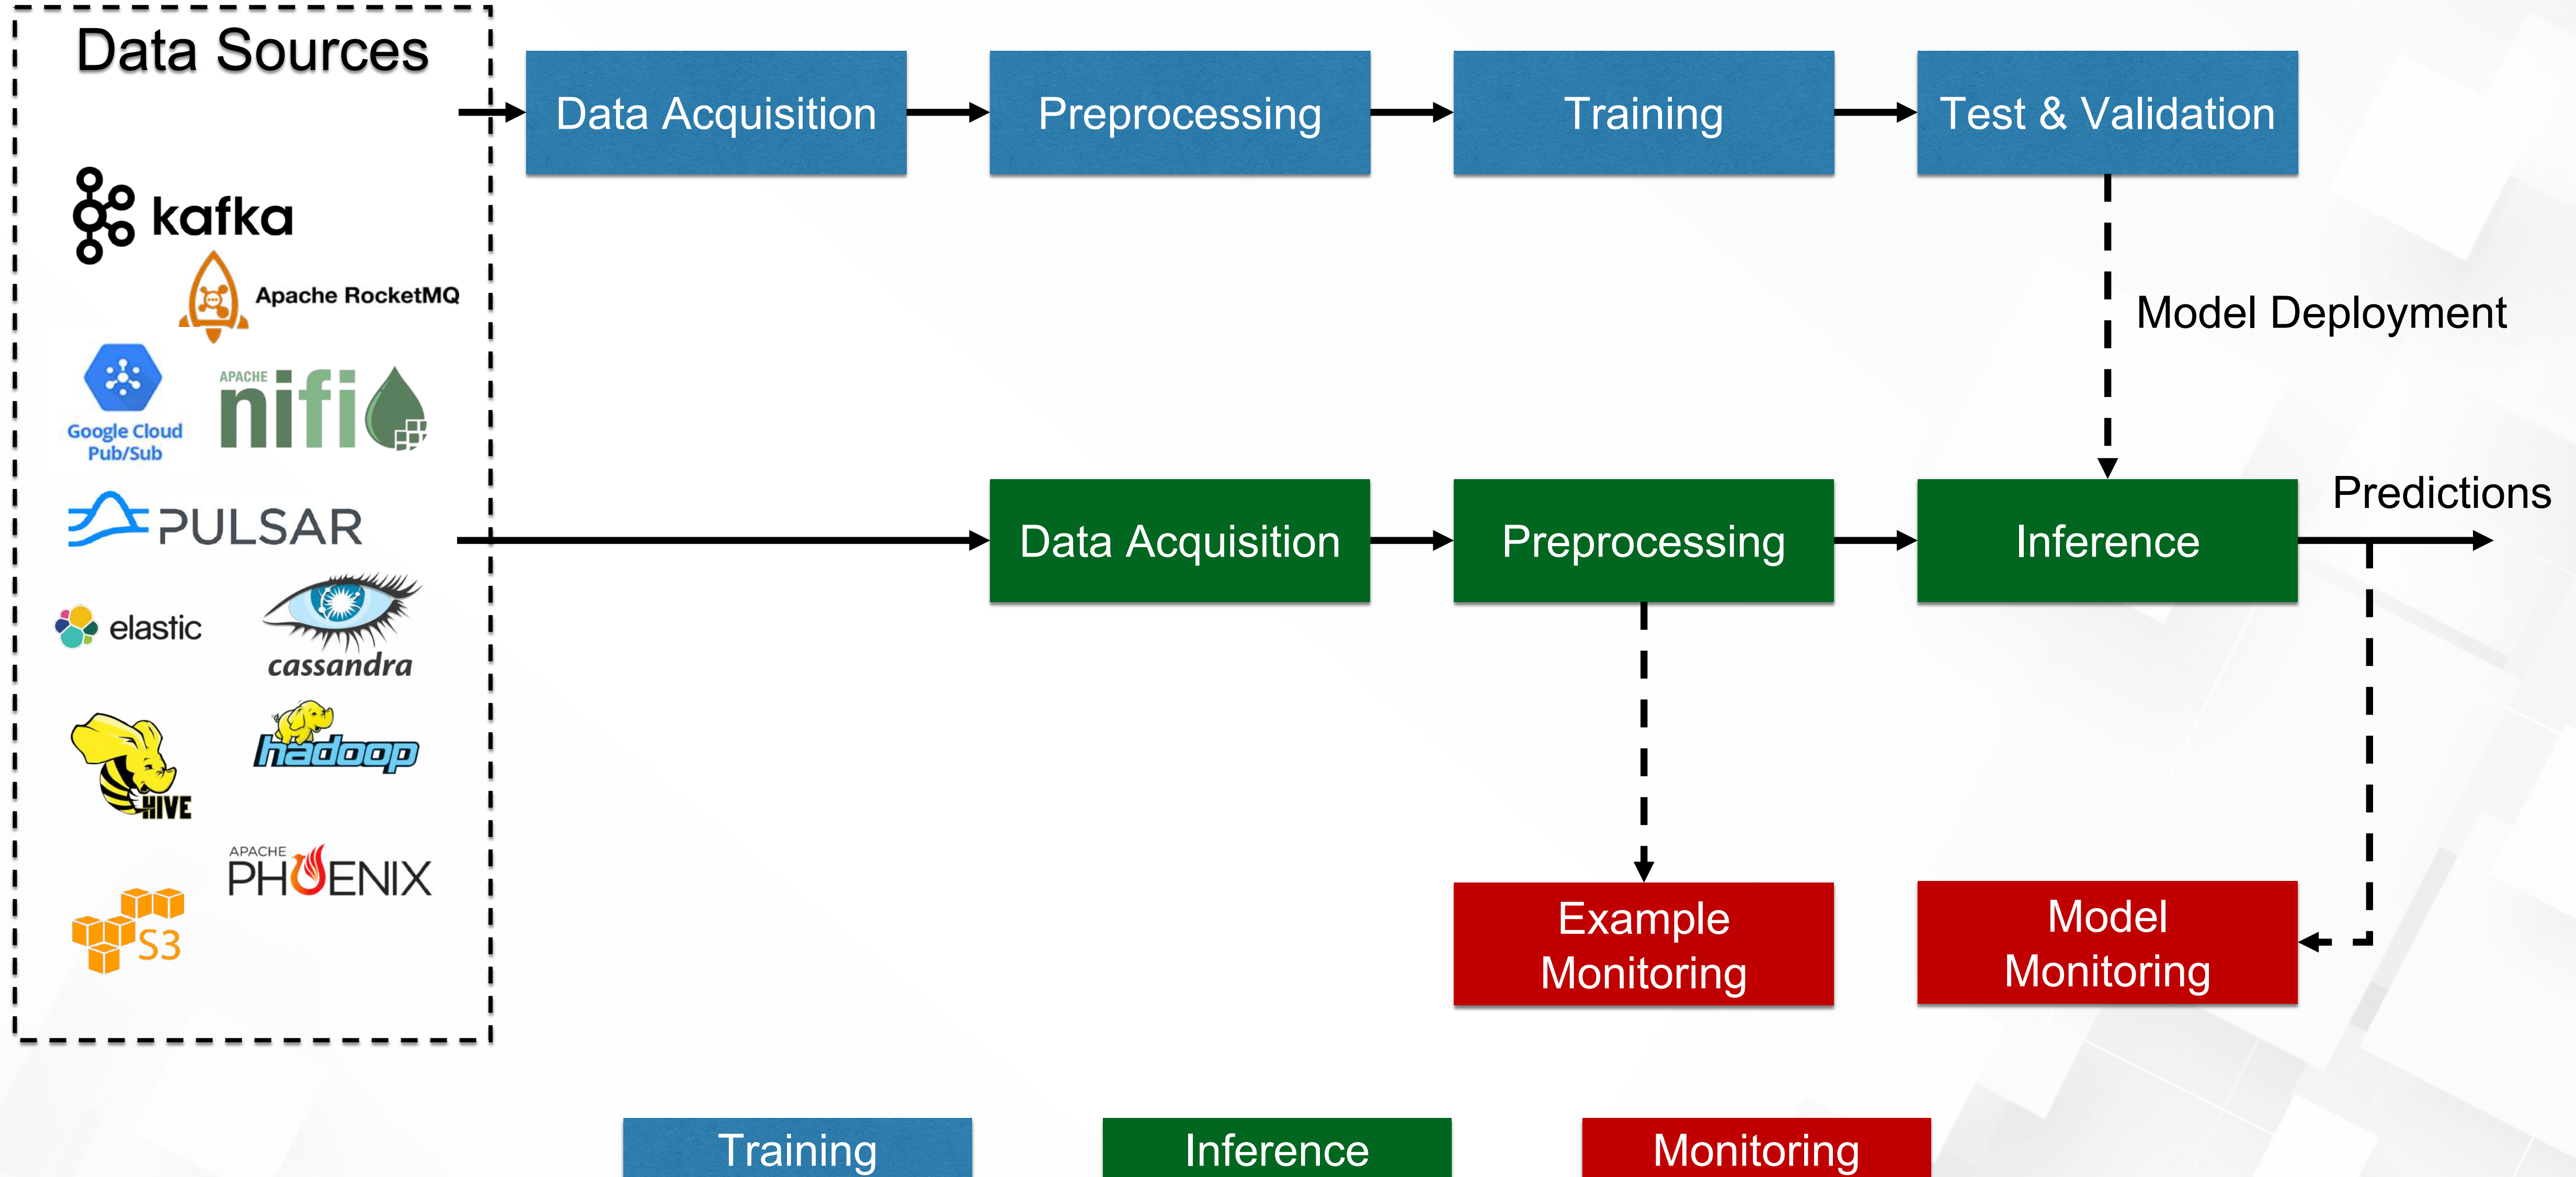 Data Sources
Data Acquisition
Preprocessing
Training
Test & Validation
kafka
Apache RocketMQ
Model Deployment
Google Cloud
Pub/Sub
APACHE
nifi
PULSAR
Data Acquisition
Preprocessing
Inference
Predictions
elastic
cassandra
HIVE
hadoop
APACHE
PHOENIX
S3
Example
Monitoring
Model
Monitoring
Training
Inference
Monitoring